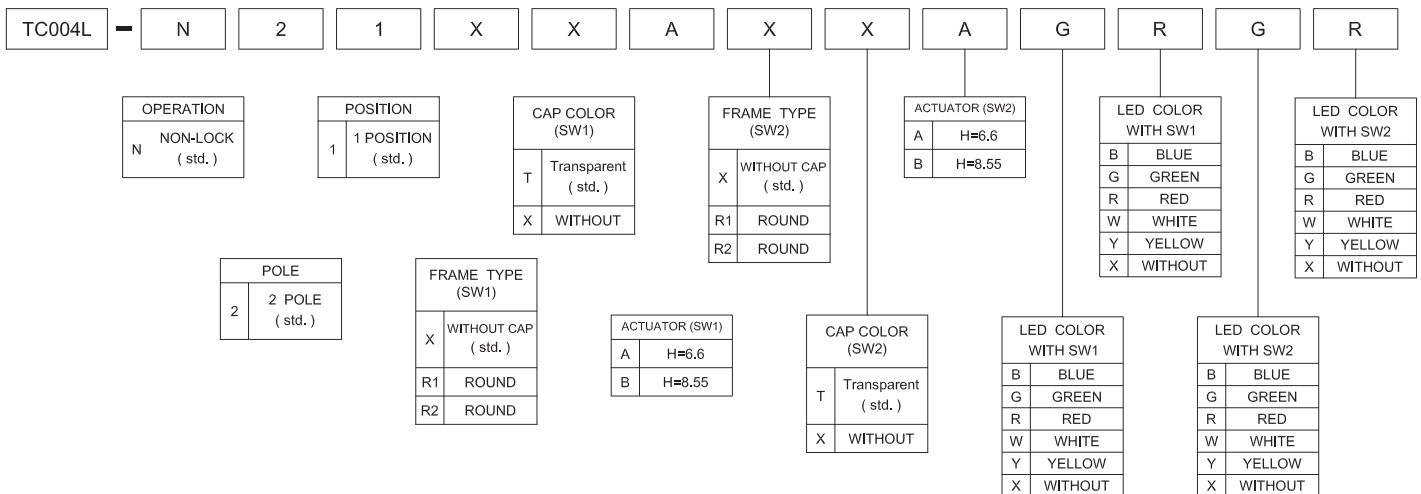 TC004L - N 2 1 X X A X X A G R G R
OPERATION
N NON-LOCK
( std. )
POSITION
1 1 POSITION
( std. )
CAP COLOR
(SW1)
T Transparent
( std. )
X WITHOUT
FRAME TYPE
(SW2)
X WITHOUT CAP
( std. )
R1 ROUND
R2 ROUND
ACTUATOR (SW2)
A H=6.6
B H=8.55
LED COLOR
WITH SW1
B BLUE
G GREEN
R RED
W WHITE
Y YELLOW
X WITHOUT
LED COLOR
WITH SW2
B BLUE
G GREEN
R RED
W WHITE
Y YELLOW
X WITHOUT
POLE
2 2 POLE
( std. )
FRAME TYPE
(SW1)
X WITHOUT CAP
( std. )
R1 ROUND
R2 ROUND
ACTUATOR (SW1)
A H=6.6
B H=8.55
CAP COLOR
(SW2)
T Transparent
( std. )
X WITHOUT
LED COLOR
WITH SW1
B BLUE
G GREEN
R RED
W WHITE
Y YELLOW
X WITHOUT
LED COLOR
WITH SW2
B BLUE
G GREEN
R RED
W WHITE
Y YELLOW
X WITHOUT